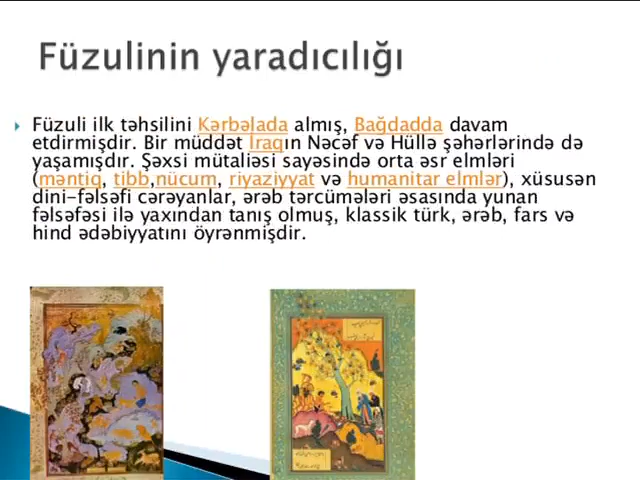 Füzulinin yaradıcılığı
Füzuli ilk təhsilini Kərbəlada almış, Bağdadda davam
etdirmişdir. Bir müddət İraqın Nəcəf və Hüllə şəhərlərində də
yaşamışdır. Şəxsi mütaliəsi sayəsində orta əsr elmləri
(məntiq, tibb,nücum, riyaziyyat və humanitar elmlər), xüsusən
dini-fəlsəfi cərəyanlar, ərəb tərcümələri əsasında yunan
fəlsəfəsi ilə yaxından tanış olmuş, klassik türk, ərəb, fars və
hind ədəbiyyatını öyrənmişdir.